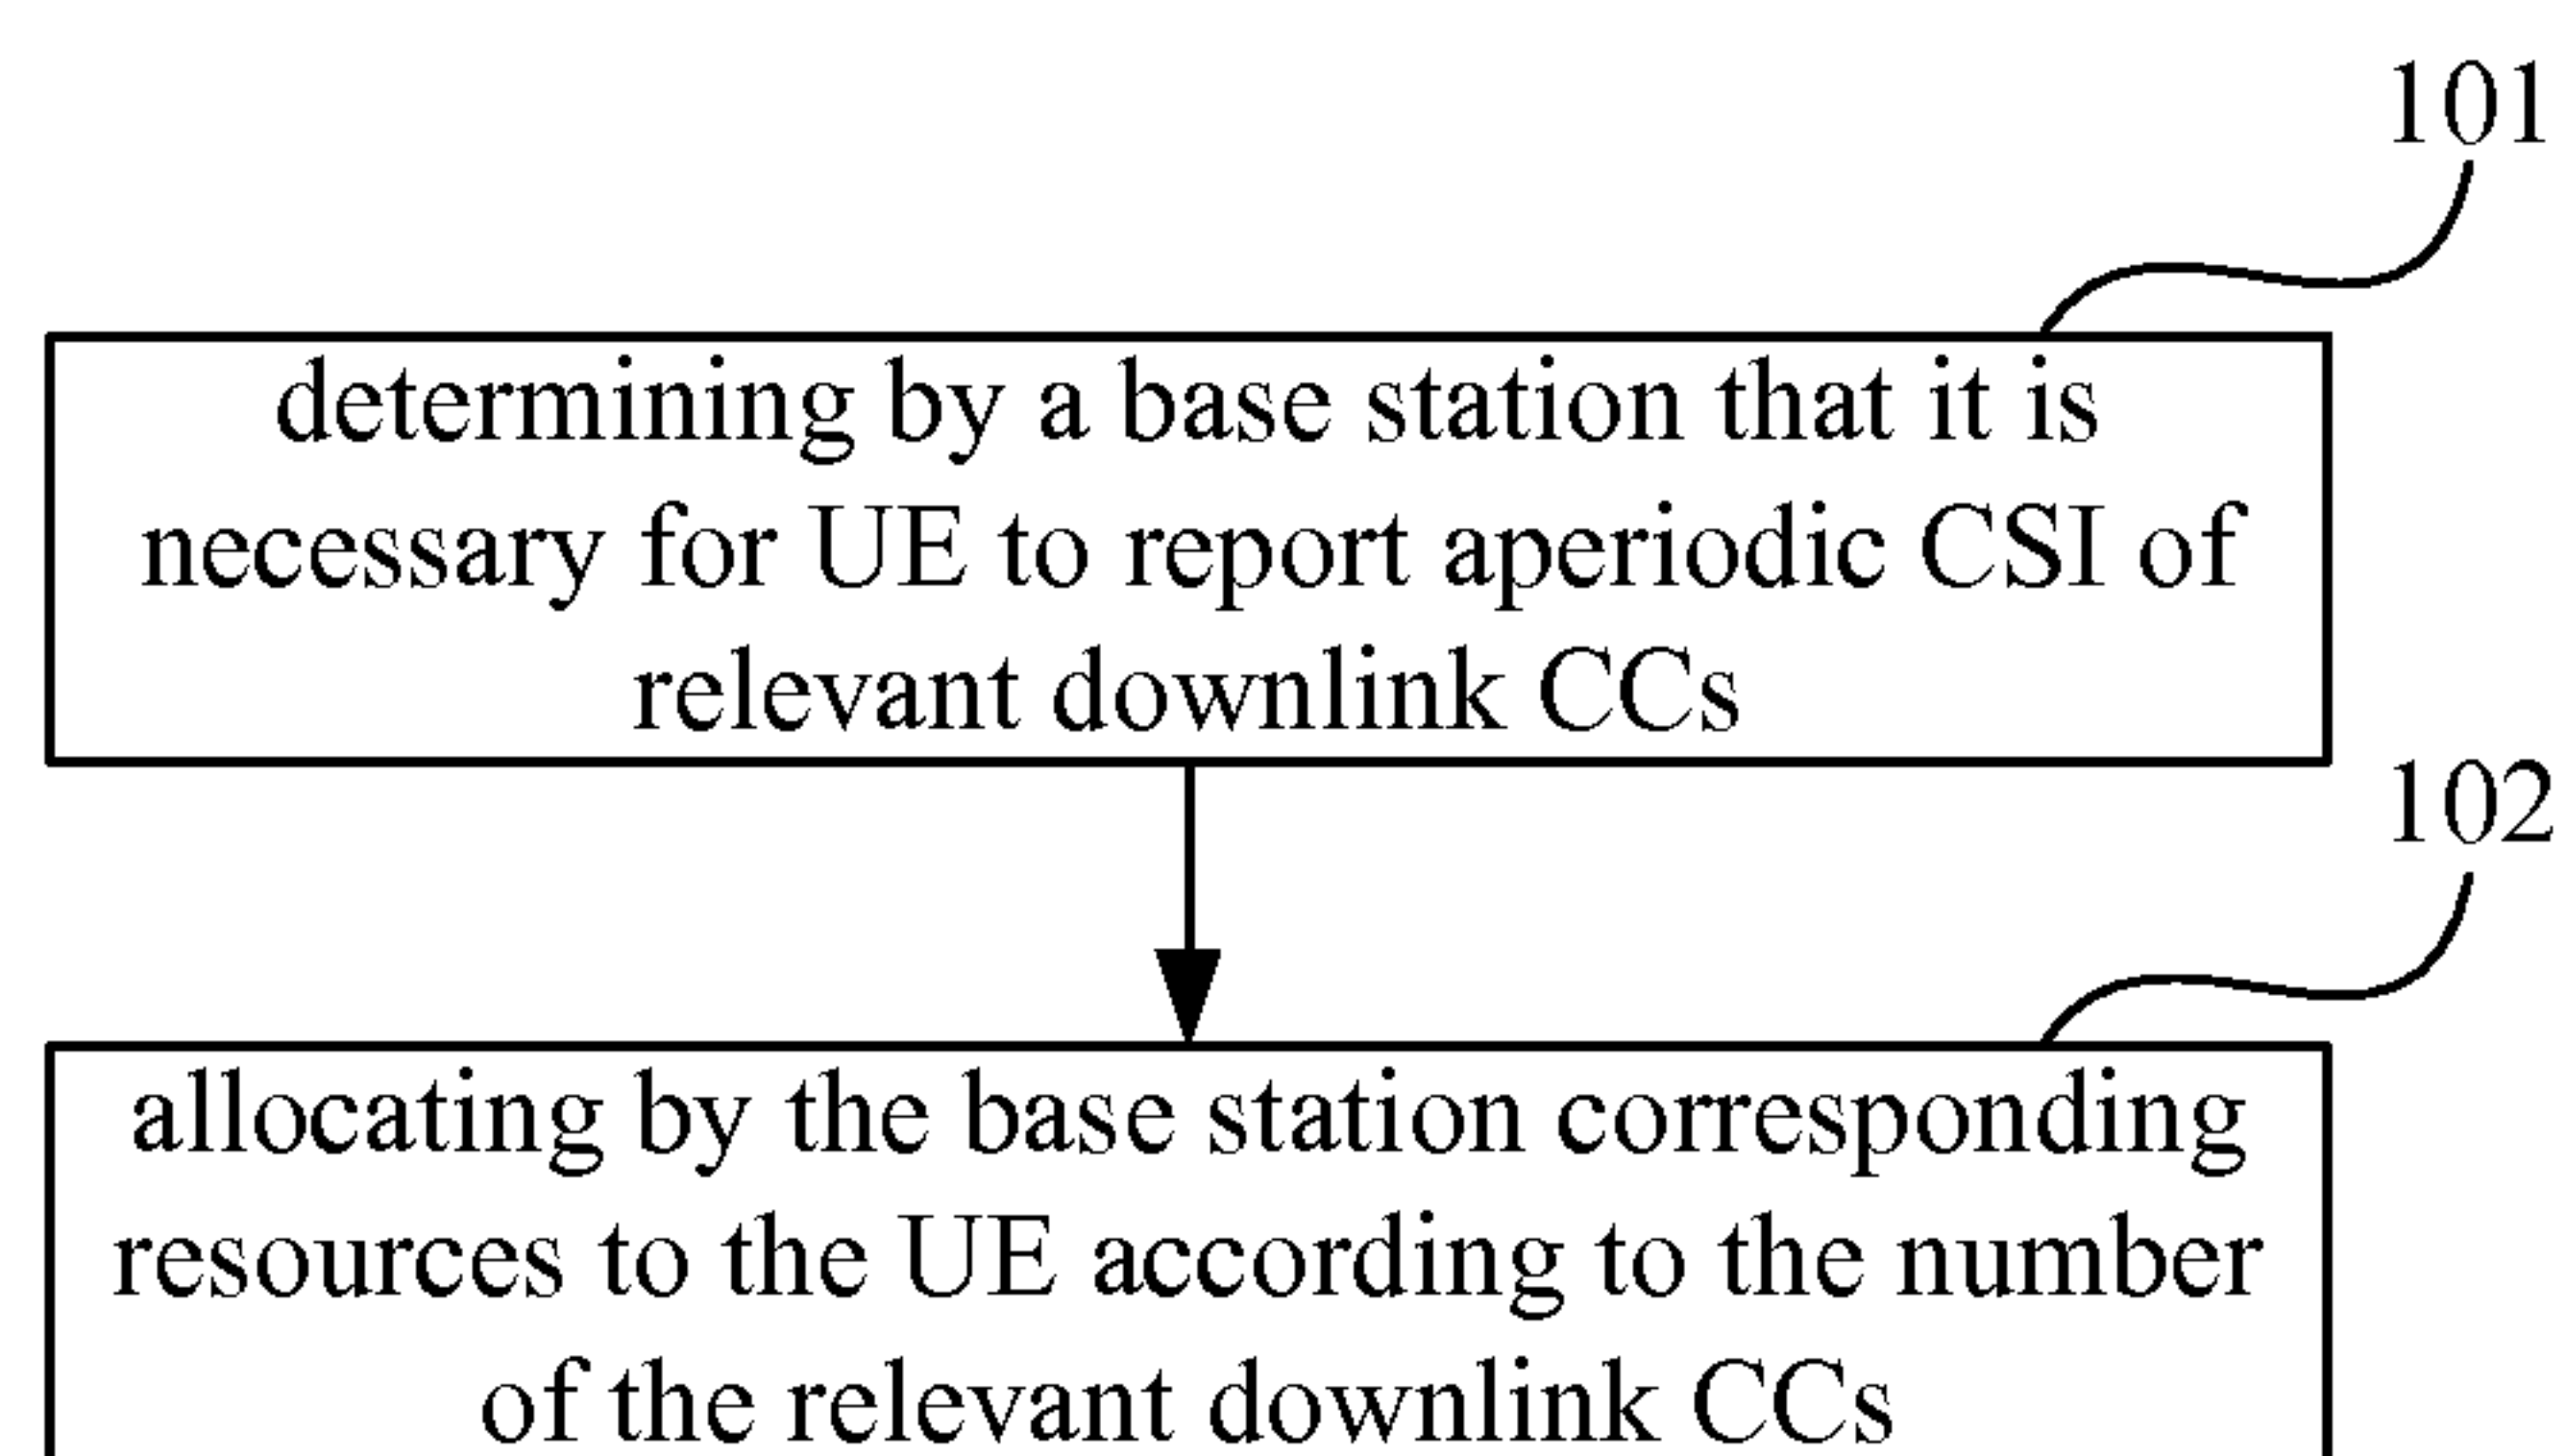 101
determining by a base station that it is
necessary for UE to report aperiodic CSI of
relevant downlink CCs
102
allocating by the base station corresponding
resources to the UE according to the number
of the relevant downlink CCs